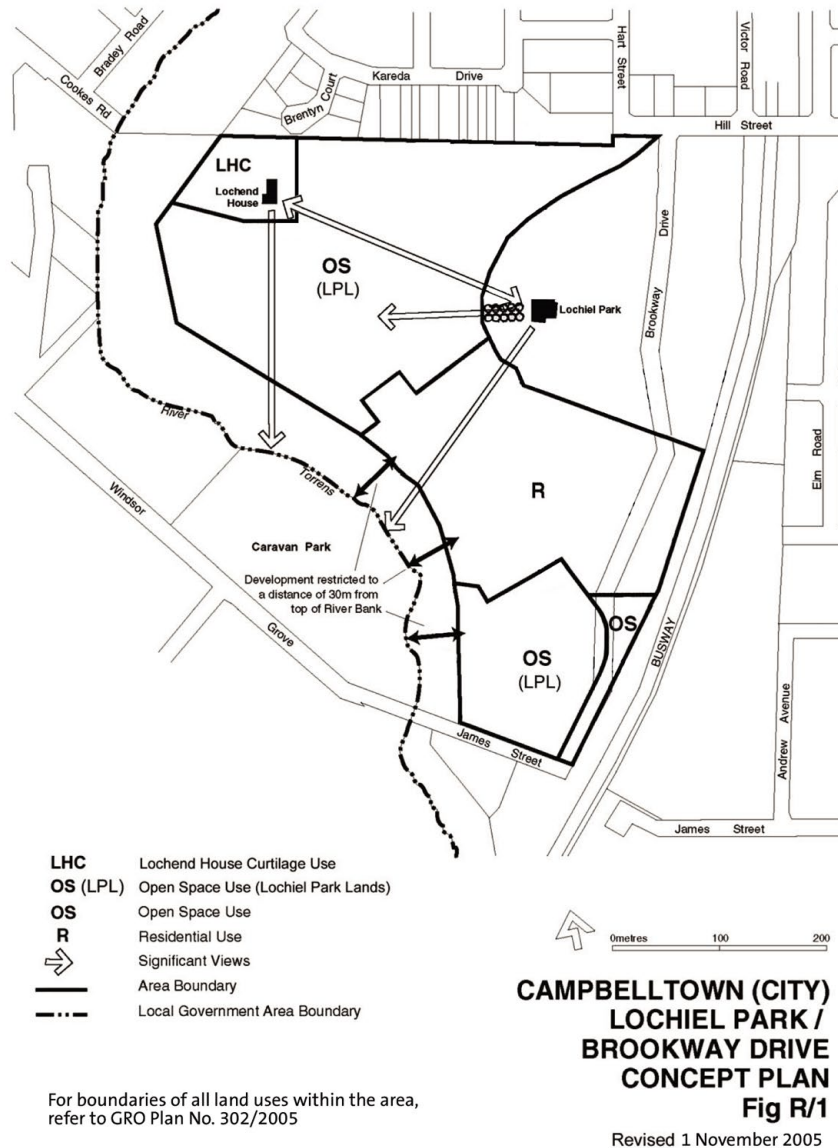 Bradey Road
Cookes Rd
Brentyn Court
Kareda Drive
Hart Street
Victor Road
Hill Street
LHC
Lochend
House
OS
(LPL)
Lochiel Park
Drive
Brookway
River
Torrens
Windsor
Grove
Caravan Park
Development restricted to
a distance of 30m from
top of River Bank
R
Elm Road
OS
OS
(LPL)
BUSWAY
James Street
Andrew Avenue
James Street
LHC Lochend House Curtilage Use
OS (LPL) Open Space Use (Lochiel Park Lands)
OS Open Space Use
R Residential Use
Significant Views
Area Boundary
Local Government Area Boundary
0metres 100 200
CAMPBELLTOWN (CITY)
LOCHIEL PARK /
BROOKWAY DRIVE
CONCEPT PLAN
Fig R/1
Revised 1 November 2005
For boundaries of all land uses within the area,
refer to GRO Plan No. 302/2005